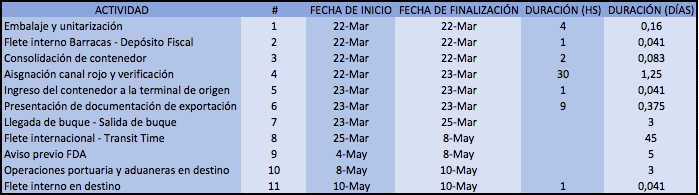 ACTIVIDAD # FECHA DE INICIO FECHA DE FINALIZACIÓN DURACIÓN (HS) DURACIÓN (DÍAS)
Embalaje y unitarización 1 22-Mar 22-Mar 4 0,16
Flete interno Barracas - Depósito Fiscal 2 22-Mar 22-Mar 1 0,041
Consolidación de contenedor 3 22-Mar 22-Mar 2 0,083
Aisgnación canal rojo y verificación 4 22-Mar 23-Mar 30 1,25
Ingreso del contenedor a la terminal de origen 5 23-Mar 23-Mar 1 0,041
Presentación de documentación de exportación 6 23-Mar 23-Mar 9 0,375
Llegada de buque - Salida de buque 7 23-Mar 25-Mar 3
Flete internacional - Transit Time 8 25-Mar 8-May 45
Aviso previo FDA 9 4-May 8-May 5
Operaciones portuaria y aduaneras en destino 10 8-May 10-May 3
Flete interno en destino 11 10-May 10-May 1 0,041